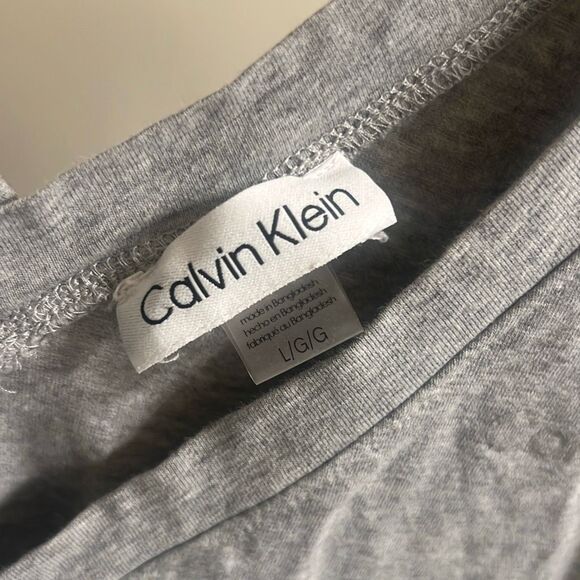 Calvin Klein
made in Bangladesh
hecho en Bangladesh
fabriqué au Bangladesh
L/G/G